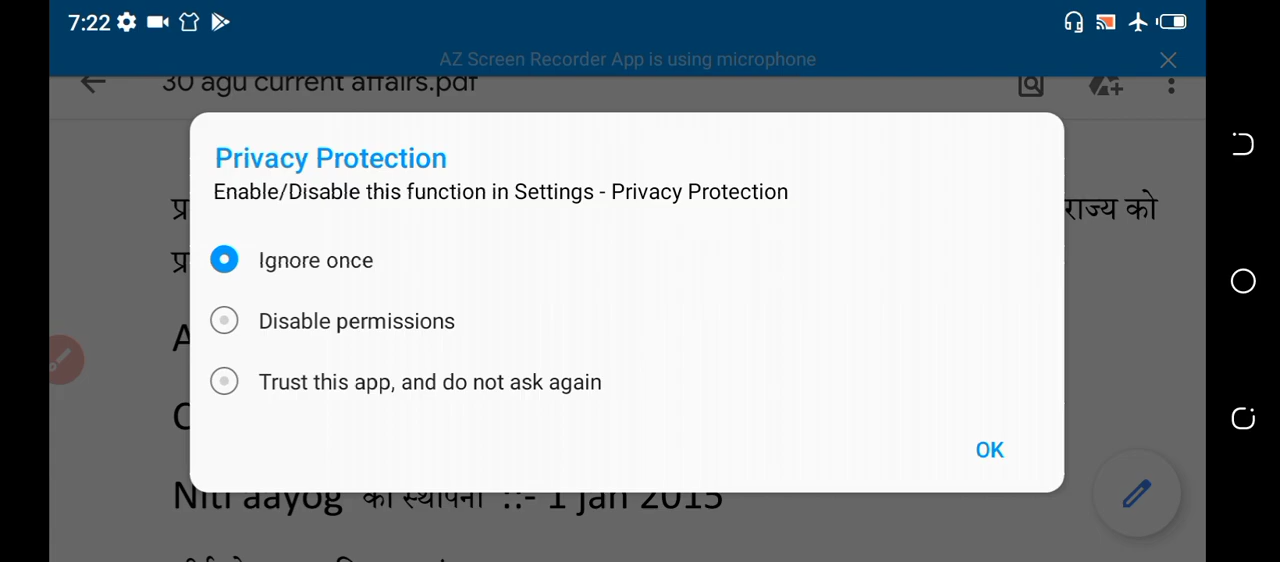 7:22
AZ Screen Recorder App is using microphone
30 agu current affairs.pdf
Privacy Protection
Enable/Disable this function in Settings - Privacy Protection
राज्य को
Ignore once
Disable permissions
Trust this app, and do not ask again
OK
Niti aayog की स्थापना ::- 1 jan 2015